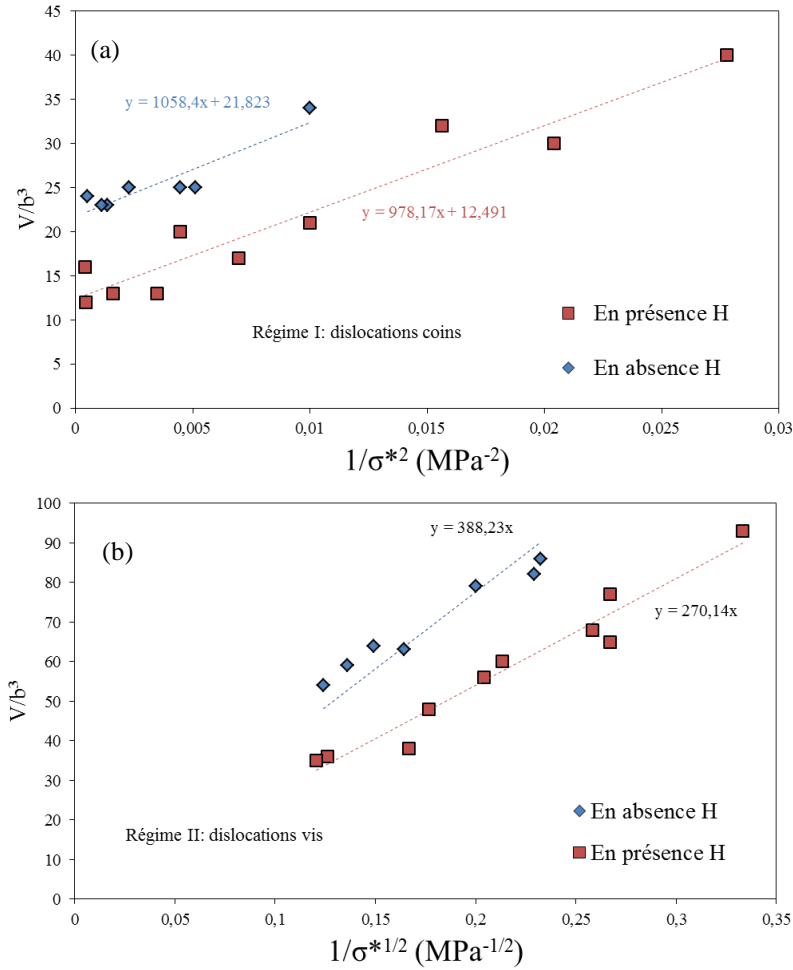 45
40
35
30
25
20
15
10
5
0
V/b³
(a)
y = 1058,4x + 21,823
y = 978,17x + 12,491
Régime I: dislocations coins
En présence H
En absence H
0
0,005
0,01
0,015
0,02
0,025
0,03
1/σ*² (MPa⁻²)
100
90
80
70
60
50
40
30
20
10
0
V/b³
(b)
y = 388,23x
y = 270,14x
Régime II: dislocations vis
En absence H
En présence H
0
0,05
0,1
0,15
0,2
0,25
0,3
0,35
1/σ*¹/² (MPa⁻¹/²)